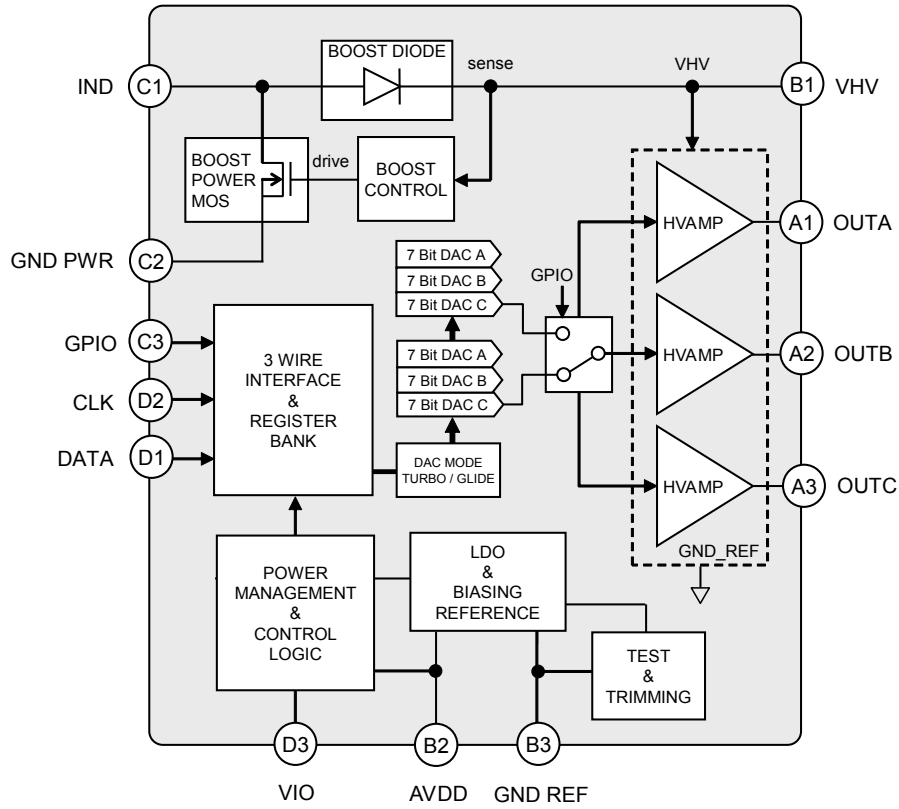 BOOST DIODE
sense
VHV
IND
C1
B1
VHV
BOOST
POWER
MOS
drive
BOOST
CONTROL
HVAMP
A1
OUTA
GND PWR
C2
7 Bit DAC A
7 Bit DAC B
7 Bit DAC C
GPIO
GPIO
C3
CLK
D2
DATA
D1
3 WIRE
INTERFACE
&
REGISTER
BANK
7 Bit DAC A
7 Bit DAC B
7 Bit DAC C
HVAMP
A2
OUTB
DAC MODE
TURBO / GLIDE
HVAMP
A3
OUTC
GND_REF
POWER
MANAGEMENT
&
CONTROL
LOGIC
LDO
&
BIASING
REFERENCE
TEST
&
TRIMMING
D3
B2
B3
VIO
AVDD
GND REF